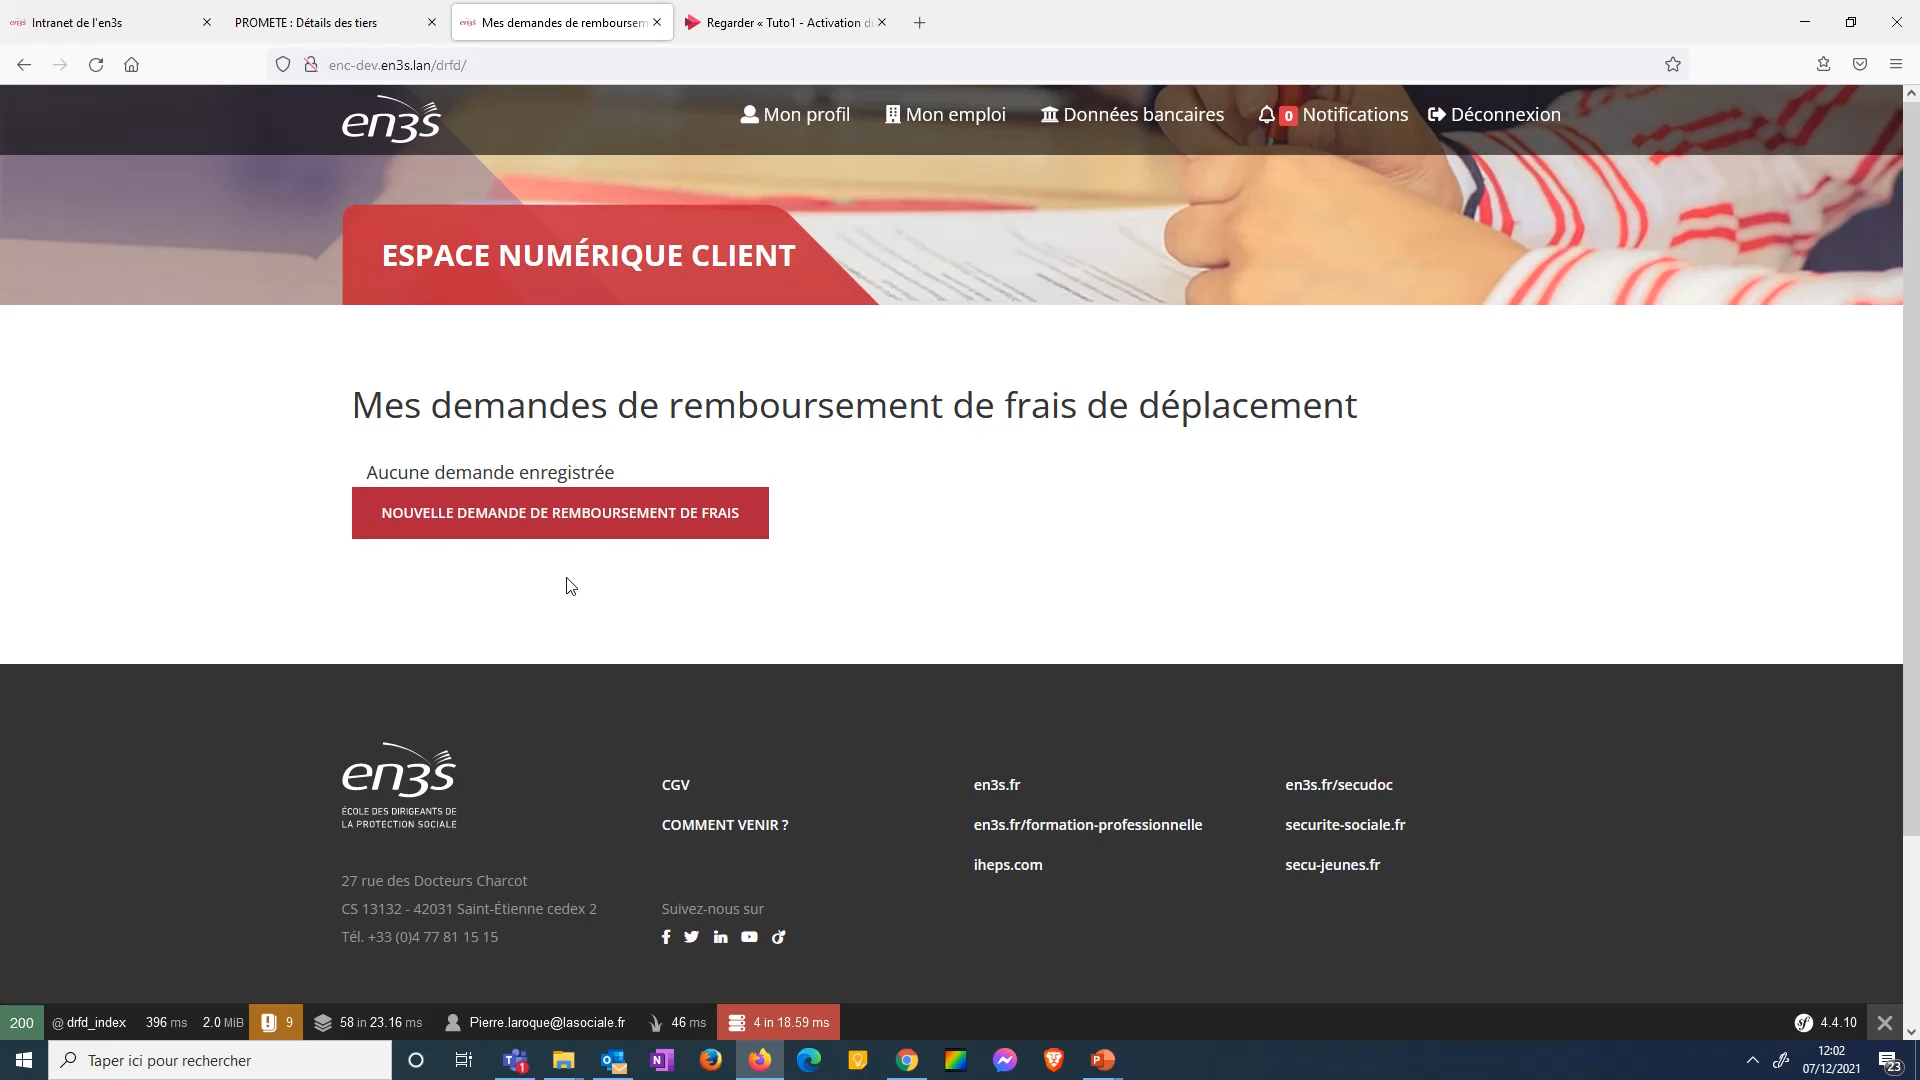 Intranet de l'en3s
PROMETE : Détails des tiers
Mes demandes de remboursem
Regarder « Tuto1 - Activation d
enc-dev.en3s.lan/drfd/
en3s
Mon profil
Mon emploi
Données bancaires
0 Notifications
Déconnexion
ESPACE NUMÉRIQUE CLIENT
Mes demandes de remboursement de frais de déplacement
Aucune demande enregistrée
NOUVELLE DEMANDE DE REMBOURSEMENT DE FRAIS
en3s
ÉCOLE DES DIRIGEANTS DE
LA PROTECTION SOCIALE
27 rue des Docteurs Charcot
CS 13132 - 42031 Saint-Étienne cedex 2
Tél. +33 (0)4 77 81 15 15
CGV
COMMENT VENIR ?
Suivez-nous sur
en3s.fr
en3s.fr/formation-professionnelle
iheps.com
en3s.fr/secudoc
securite-sociale.fr
secu-jeunes.fr
200 @ drfd_index 396 ms 2.0 MiB 9 58 in 23.16 ms Pierre.laroque@lasociale.fr 46 ms 4 in 18.59 ms sf 4.4.10
Taper ici pour rechercher
12:02
07/12/2021
23